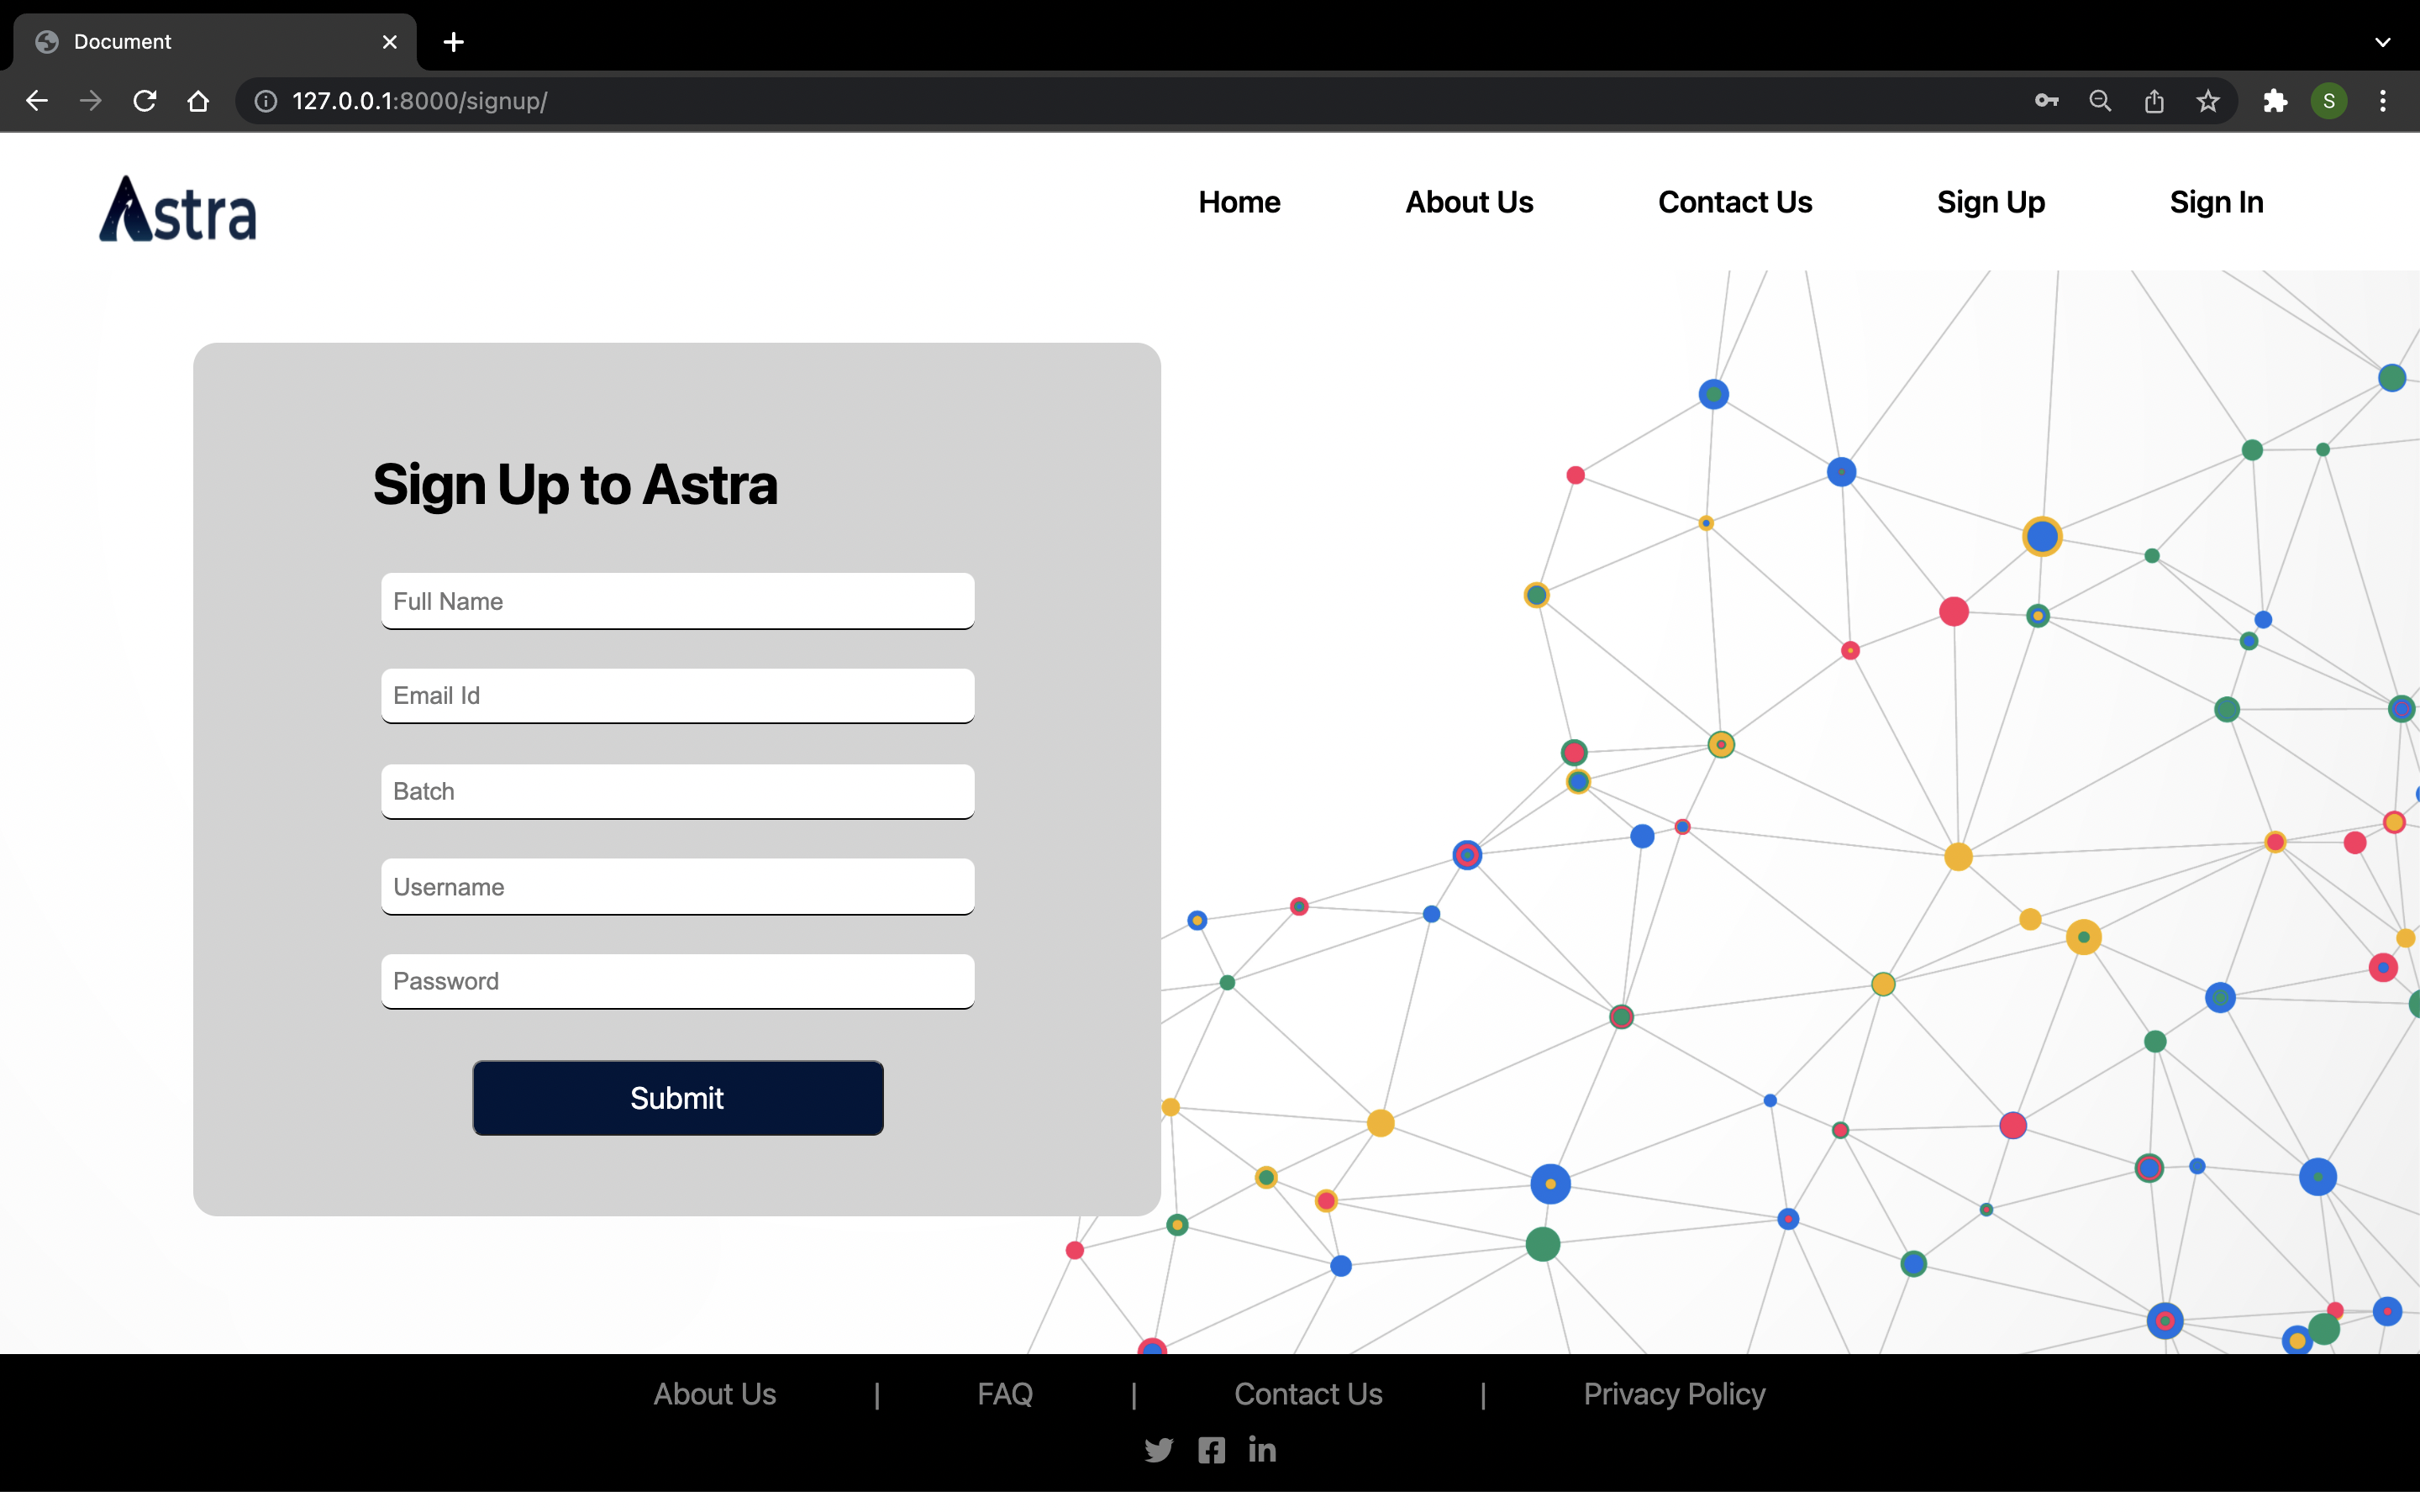 Document
127.0.0.1:8000/signup/
S
Astra
Home About Us Contact Us Sign Up Sign In
Sign Up to Astra
Full Name
Email Id
Batch
Username
Password
Submit
About Us | FAQ | Contact Us | Privacy Policy
in